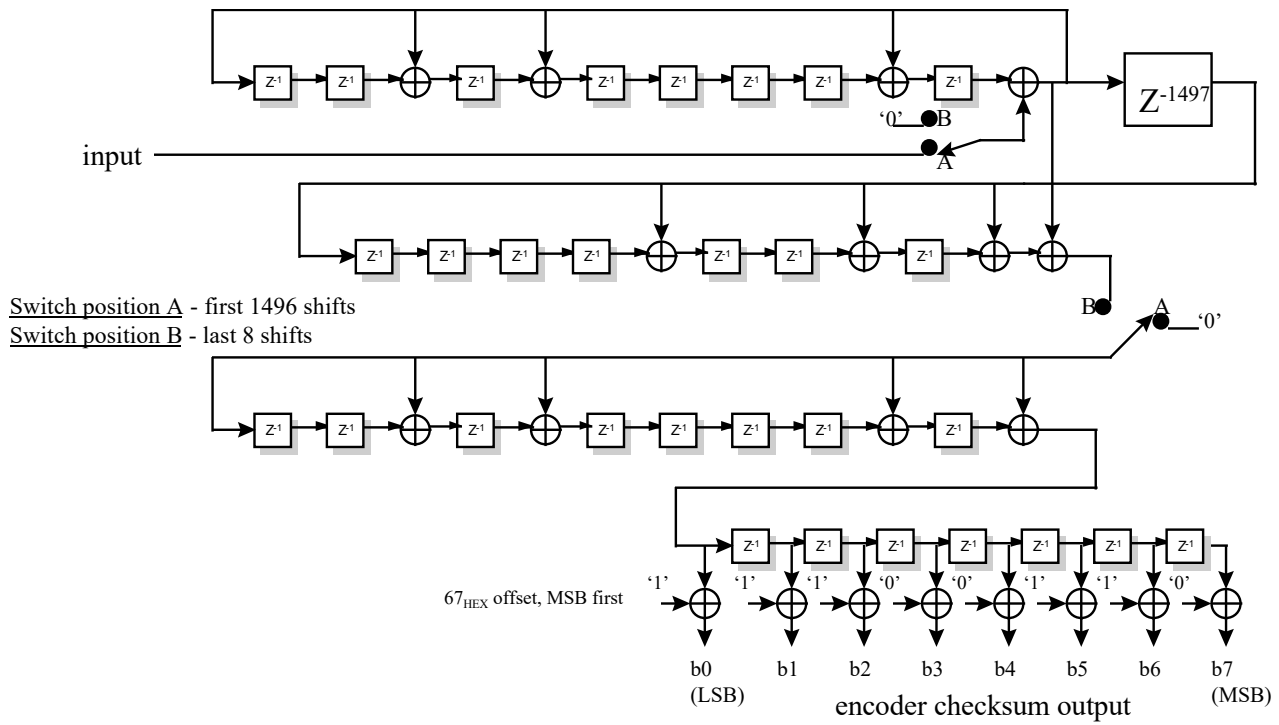 Z-1 Z-1 Z-1 Z-1 Z-1 Z-1 Z-1 Z-1
Z-1497
‘0’ B
input
A
Z-1 Z-1 Z-1 Z-1 Z-1 Z-1 Z-1
Switch position A - first 1496 shifts
B A
‘0’
Switch position B - last 8 shifts
Z-1 Z-1 Z-1 Z-1 Z-1 Z-1 Z-1 Z-1
Z-1 Z-1 Z-1 Z-1 Z-1 Z-1 Z-1
‘1’ ‘1’ ‘1’ ‘0’ ‘0’ ‘1’ ‘1’ ‘0’
67HEX offset, MSB first
b0 b1 b2 b3 b4 b5 b6 b7
(LSB) (MSB)
encoder checksum output